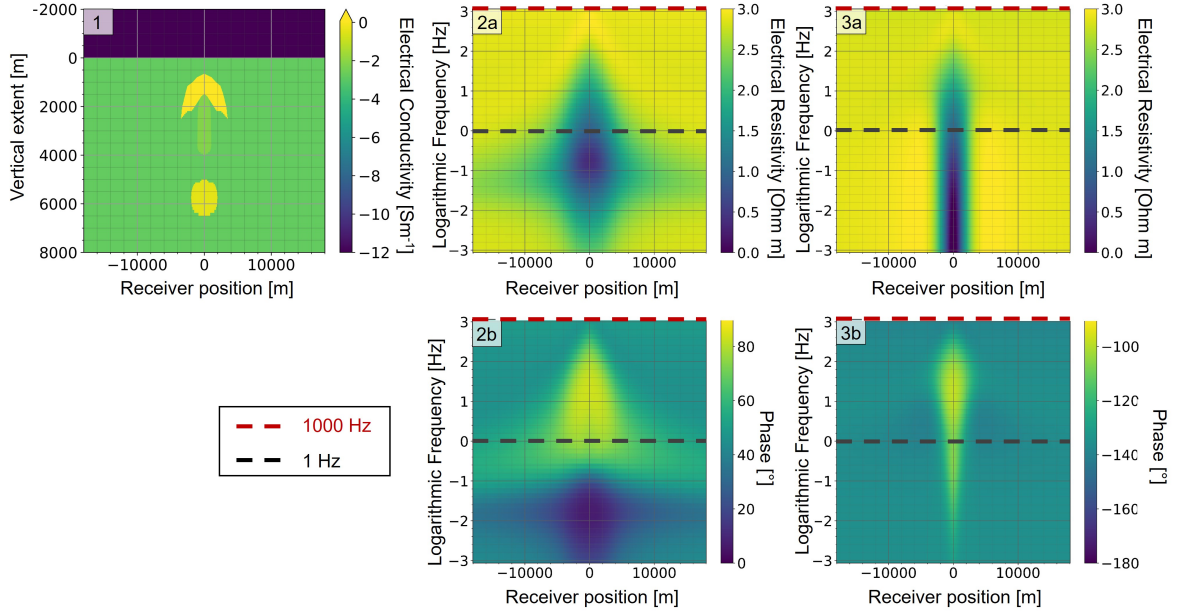 1
−2000
0
2000
4000
6000
8000
Vertical extent [m]
−10000 0 10000
Receiver position [m]
0
−2
−4
−6
−8
−10
−12
Electrical Conductivity [Sm⁻¹]
2a
3
2
1
0
−1
−2
−3
Logarithmic Frequency [Hz]
−10000 0 10000
Receiver position [m]
3.0
2.5
2.0
1.5
1.0
0.5
0.0
Electrical Resistivity [Ohm m]
3a
3
2
1
0
−1
−2
−3
Logarithmic Frequency [Hz]
−10000 0 10000
Receiver position [m]
3.0
2.5
2.0
1.5
1.0
0.5
0.0
Electrical Resistivity [Ohm m]
1000 Hz
1 Hz
2b
3
2
1
0
−1
−2
−3
Logarithmic Frequency [Hz]
−10000 0 10000
Receiver position [m]
80
60
40
20
0
Phase [°]
3b
3
2
1
0
−1
−2
−3
Logarithmic Frequency [Hz]
−10000 0 10000
Receiver position [m]
−100
−120
−140
−160
−180
Phase [°]